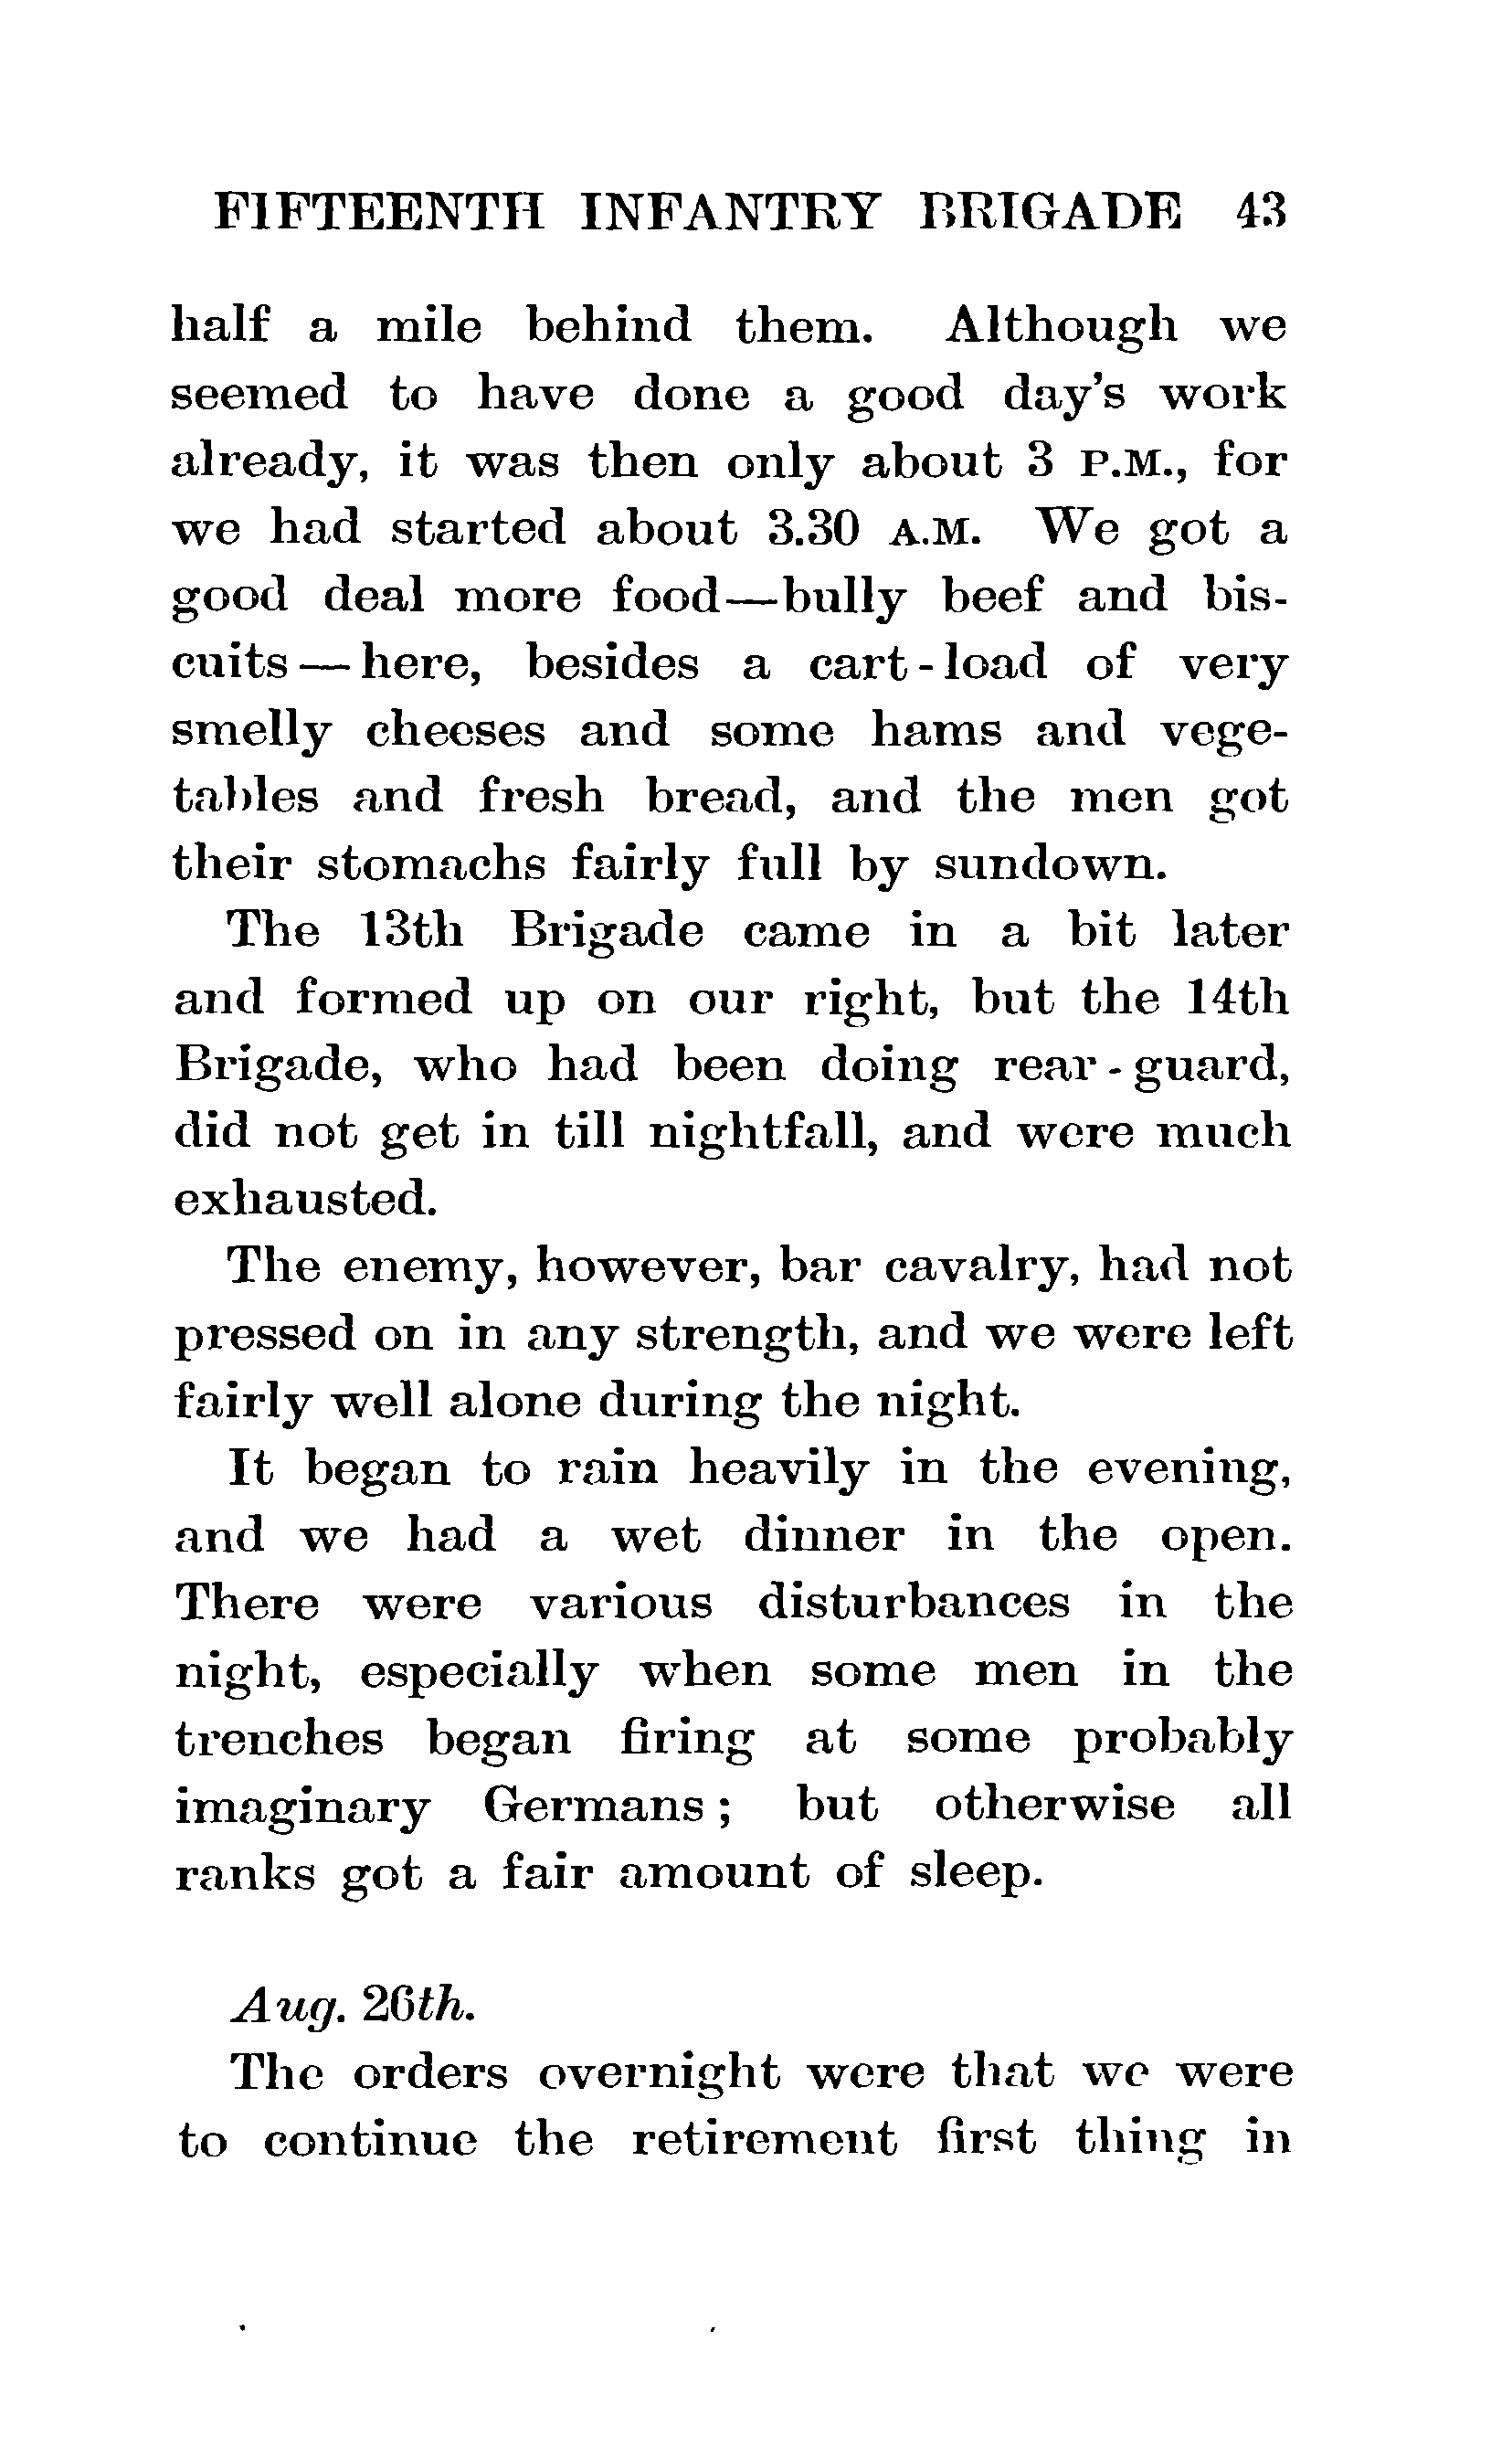 FIFTEENTH INFANTRY BRIGADE 43
half a mile behind them. Although we
seemed to have done a good day's work
already, it was then only about 3 P.M., for
we had started about 3.30 A.M. We got a
good deal more food—bully beef and bis-
cuits—here, besides a cart-load of very
smelly cheeses and some hams and vege-
tables and fresh bread, and the men got
their stomachs fairly full by sundown.
The 13th Brigade came in a bit later
and formed up on our right, but the 14th
Brigade, who had been doing rear-guard,
did not get in till nightfall, and were much
exhausted.
The enemy, however, bar cavalry, had not
pressed on in any strength, and we were left
fairly well alone during the night.
It began to rain heavily in the evening,
and we had a wet dinner in the open.
There were various disturbances in the
night, especially when some men in the
trenches began firing at some probably
imaginary Germans; but otherwise all
ranks got a fair amount of sleep.
Aug. 26th.
The orders overnight were that we were
to continue the retirement first thing in